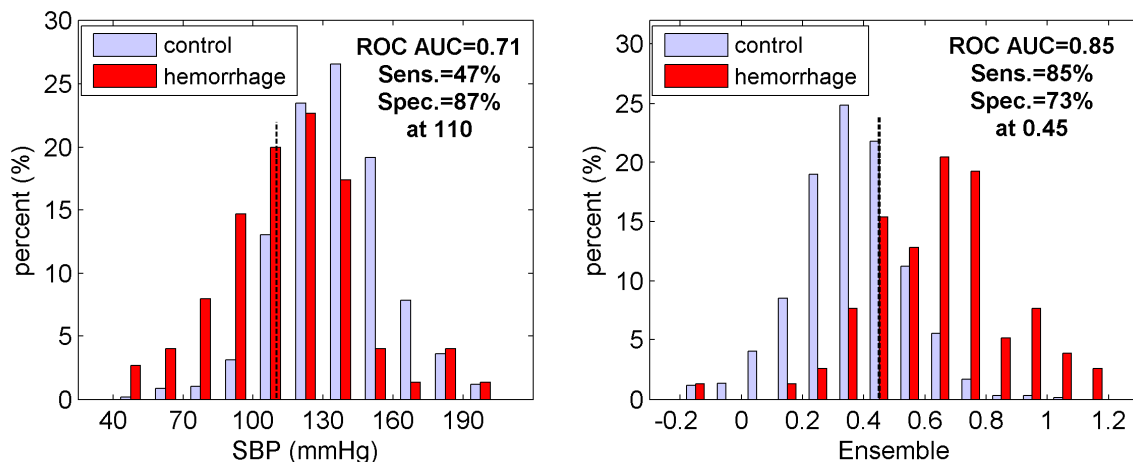 30
25
20
15
10
5
0
percent (%)
control
hemorrhage
ROC AUC=0.71
Sens.=47%
Spec.=87%
at 110
40 70 100 130 160 190
SBP (mmHg)
30
25
20
15
10
5
0
percent (%)
control
hemorrhage
ROC AUC=0.85
Sens.=85%
Spec.=73%
at 0.45
-0.2 0 0.2 0.4 0.6 0.8 1 1.2
Ensemble